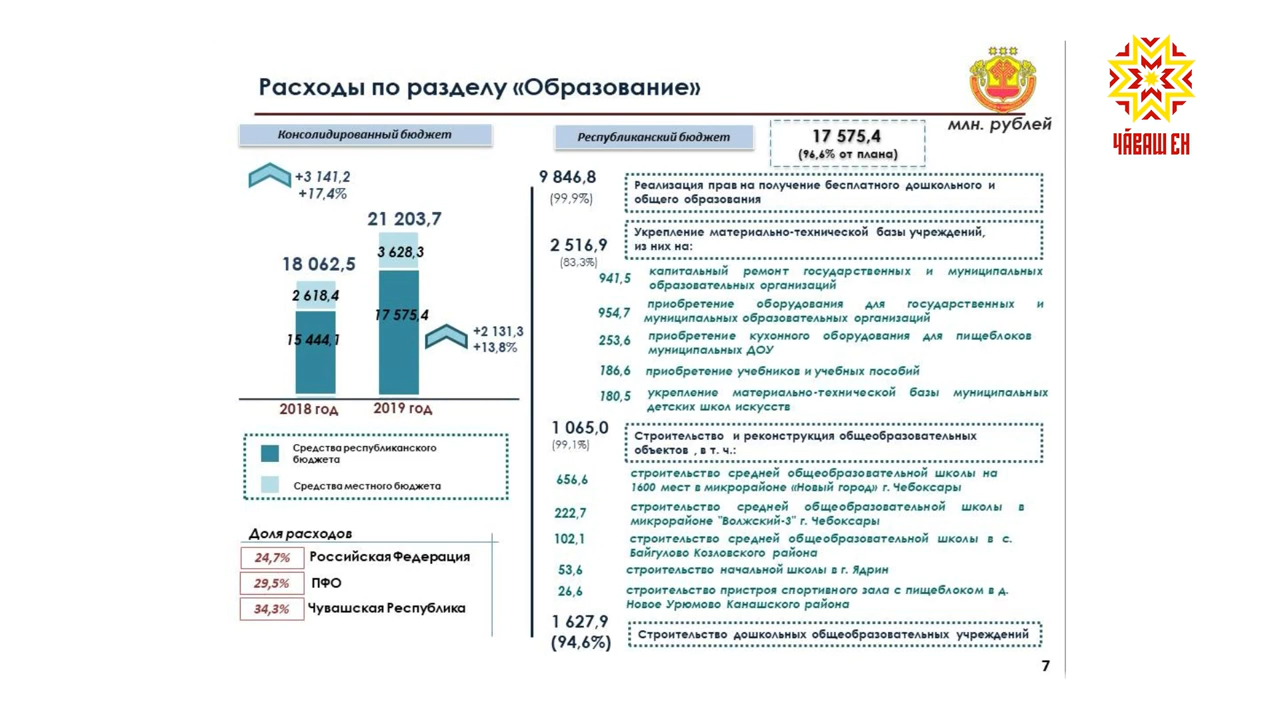 Расходы по разделу «Образование»
ЧĂВАШ ЕН
млн. рублей
Консолидированный бюджет
+3 141,2
+17,4%
21 203,7
3 628,3
18 062,5
2 618,4
17 575,4
15 444,1
+2 131,3
+13,8%
2018 год
2019 год
Средства республиканского
бюджета
Средства местного бюджета
Доля расходов
24,7% Российская Федерация
29,5% ПФО
34,3% Чувашская Республика
Республиканский бюджет
17 575,4
(96,6% от плана)
9 846,8
(99,9%)
Реализация прав на получение бесплатного дошкольного и
общего образования
2 516,9
(83,3%)
Укрепление материально-технической базы учреждений,
из них на:
941,5
капитальный ремонт государственных и муниципальных
образовательных организаций
954,7
приобретение оборудования для государственных и
муниципальных образовательных организаций
253,6
приобретение кухонного оборудования для пищеблоков
муниципальных ДОУ
186,6 приобретение учебников и учебных пособий
180,5
укрепление материально-технической базы муниципальных
детских школ искусств
1 065,0
(99,1%)
Строительство и реконструкция общеобразовательных
объектов , в т. ч.:
656,6
строительство средней общеобразовательной школы на
1600 мест в микрорайоне «Новый город» г. Чебоксары
222,7
строительство средней общеобразовательной школы в
микрорайоне "Волжский-3" г. Чебоксары
102,1
строительство средней общеобразовательной школы в с.
Байгулово Козловского района
53,6 строительство начальной школы в г. Ядрин
26,6
строительство пристроя спортивного зала с пищеблоком в д.
Новое Урюмово Канашского района
1 627,9
(94,6%)
Строительство дошкольных общеобразовательных учреждений
7